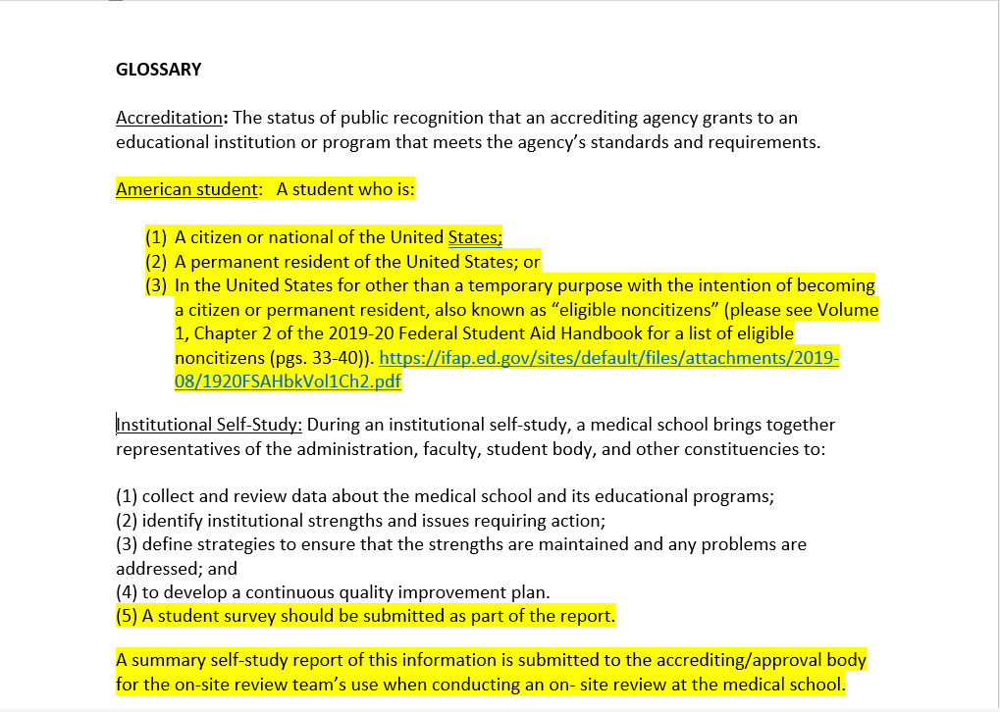 GLOSSARY
Accreditation: The status of public recognition that an accrediting agency grants to an
educational institution or program that meets the agency’s standards and requirements.
American student:   A student who is:
(1) A citizen or national of the United States;
(2) A permanent resident of the United States; or
(3) In the United States for other than a temporary purpose with the intention of becoming
a citizen or permanent resident, also known as “eligible noncitizens” (please see Volume
1, Chapter 2 of the 2019-20 Federal Student Aid Handbook for a list of eligible
noncitizens (pgs. 33-40)). https://ifap.ed.gov/sites/default/files/attachments/2019-
08/1920FSAHbkVol1Ch2.pdf
Institutional Self-Study: During an institutional self-study, a medical school brings together
representatives of the administration, faculty, student body, and other constituencies to:
(1) collect and review data about the medical school and its educational programs;
(2) identify institutional strengths and issues requiring action;
(3) define strategies to ensure that the strengths are maintained and any problems are
addressed; and
(4) to develop a continuous quality improvement plan.
(5) A student survey should be submitted as part of the report.
A summary self-study report of this information is submitted to the accrediting/approval body
for the on-site review team’s use when conducting an on- site review at the medical school.